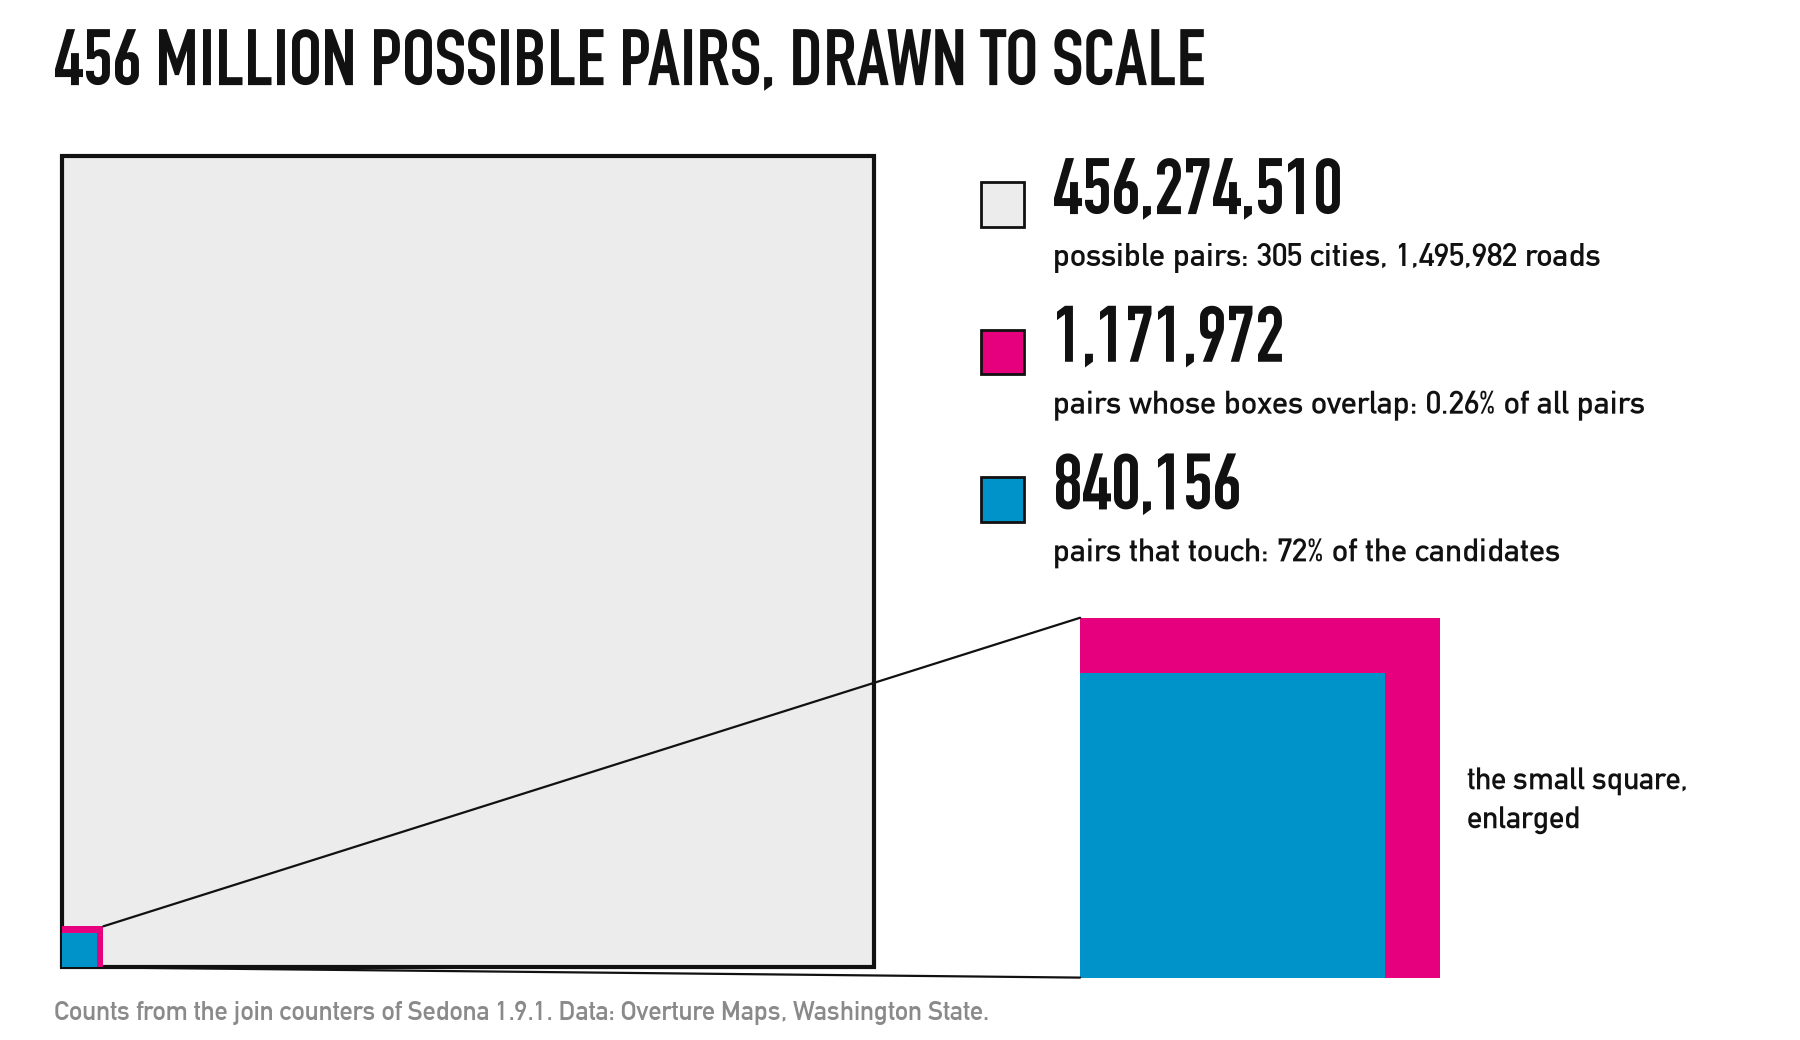 456 MILLION POSSIBLE PAIRS, DRAWN TO SCALE
456,274,510
possible pairs: 305 cities, 1,495,982 roads
1,171,972
pairs whose boxes overlap: 0.26% of all pairs
840,156
pairs that touch: 72% of the candidates
the small square,
enlarged
Counts from the join counters of Sedona 1.9.1. Data: Overture Maps, Washington State.